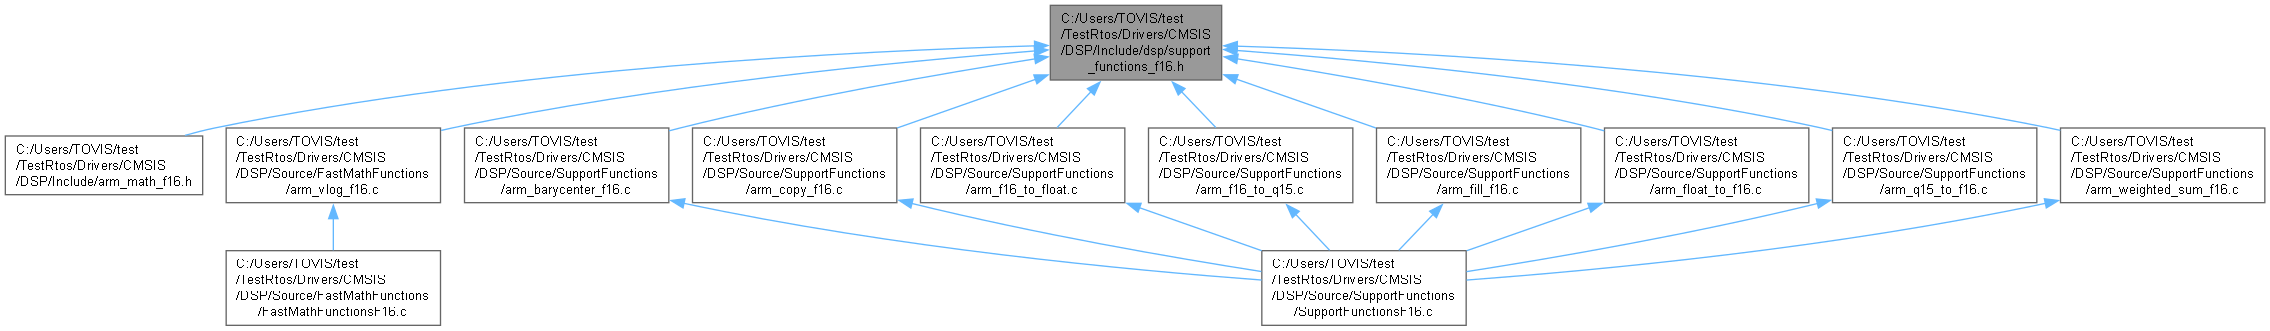 C:/Users/TOVIS/test
/TestRtos/Drivers/CMSIS
/DSP/Include/dsp/support
_functions_f16.h
C:/Users/TOVIS/test
/TestRtos/Drivers/CMSIS
/DSP/Include/arm_math_f16.h
C:/Users/TOVIS/test
/TestRtos/Drivers/CMSIS
/DSP/Source/FastMathFunctions
/arm_vlog_f16.c
C:/Users/TOVIS/test
/TestRtos/Drivers/CMSIS
/DSP/Source/SupportFunctions
/arm_barycenter_f16.c
C:/Users/TOVIS/test
/TestRtos/Drivers/CMSIS
/DSP/Source/SupportFunctions
/arm_copy_f16.c
C:/Users/TOVIS/test
/TestRtos/Drivers/CMSIS
/DSP/Source/SupportFunctions
/arm_f16_to_float.c
C:/Users/TOVIS/test
/TestRtos/Drivers/CMSIS
/DSP/Source/SupportFunctions
/arm_f16_to_q15.c
C:/Users/TOVIS/test
/TestRtos/Drivers/CMSIS
/DSP/Source/SupportFunctions
/arm_fill_f16.c
C:/Users/TOVIS/test
/TestRtos/Drivers/CMSIS
/DSP/Source/SupportFunctions
/arm_float_to_f16.c
C:/Users/TOVIS/test
/TestRtos/Drivers/CMSIS
/DSP/Source/SupportFunctions
/arm_q15_to_f16.c
C:/Users/TOVIS/test
/TestRtos/Drivers/CMSIS
/DSP/Source/SupportFunctions
/arm_weighted_sum_f16.c
C:/Users/TOVIS/test
/TestRtos/Drivers/CMSIS
/DSP/Source/FastMathFunctions
/FastMathFunctionsF16.c
C:/Users/TOVIS/test
/TestRtos/Drivers/CMSIS
/DSP/Source/SupportFunctions
/SupportFunctionsF16.c